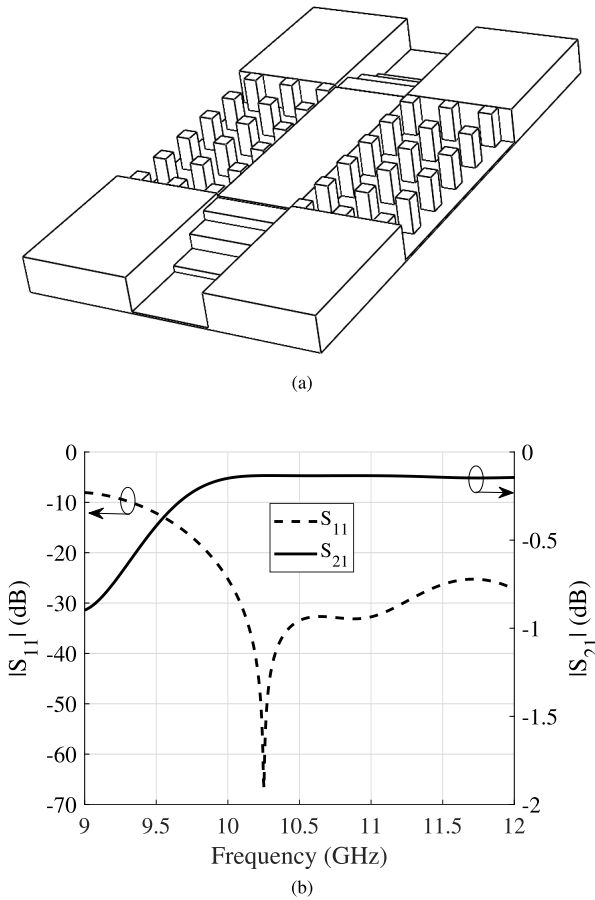 (a)
0 0
-10
-20 -0.5
-30
-40 -1
-50 -1.5
-60
-70 -2
9 9.5 10 10.5 11 11.5 12
|S11| (dB)
|S21| (dB)
S11
S21
Frequency (GHz)
(b)